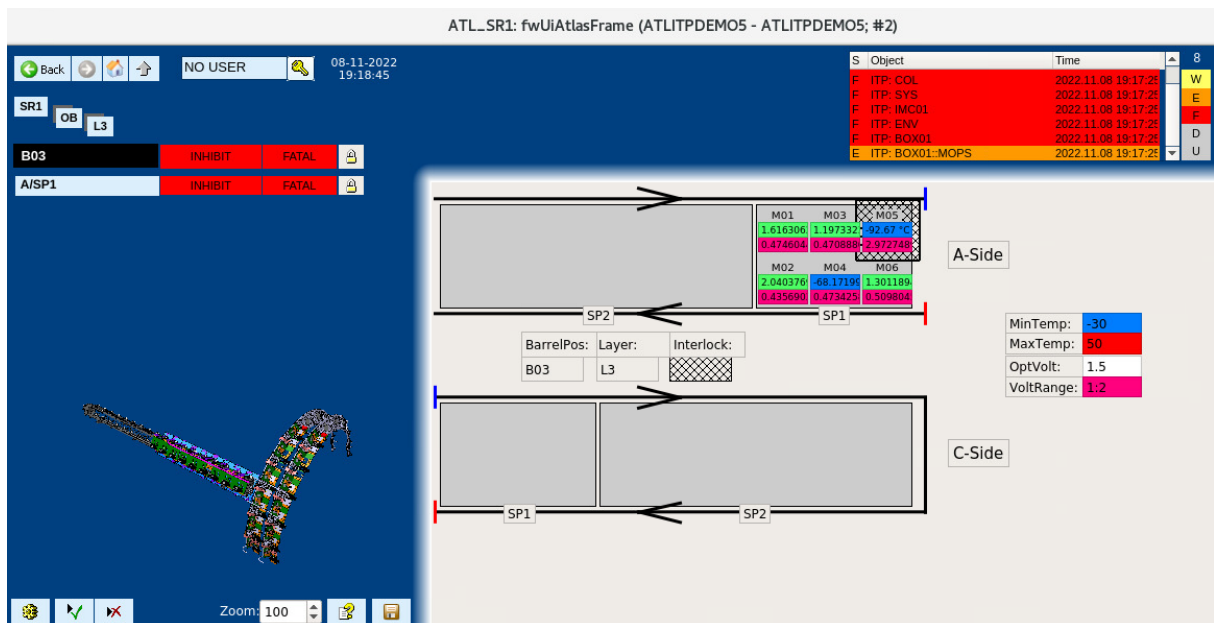 ATL_SR1: fwUiAtlasFrame (ATLITPDEMO5 - ATLITPDEMO5; #2)
Back NO USER 08-11-2022
19:18:45
S Object Time 8
F ITP: COL 2022.11.08 19:17:25 W
F ITP: SYS 2022.11.08 19:17:25 E
F ITP: IMC01 2022.11.08 19:17:25 F
F ITP: ENV 2022.11.08 19:17:25 D
F ITP: BOX01 2022.11.08 19:17:25 U
E ITP: BOX01::MOPS 2022.11.08 19:17:25
SR1
OB
L3
B03 INHIBIT FATAL
A/SP1 INHIBIT FATAL
M01 M03 M05
1.616306 1.197332 -92.67 °C
0.474604 0.470888 2.972748
M02 M04 M06
2.040376 -68.17199 1.301189
0.435690 0.473425 0.509804
SP2 SP1
A-Side
BarrelPos: Layer: Interlock:
B03 L3
MinTemp: -30
MaxTemp: 50
OptVolt: 1.5
VoltRange: 1:2
C-Side
SP1 SP2
Zoom: 100